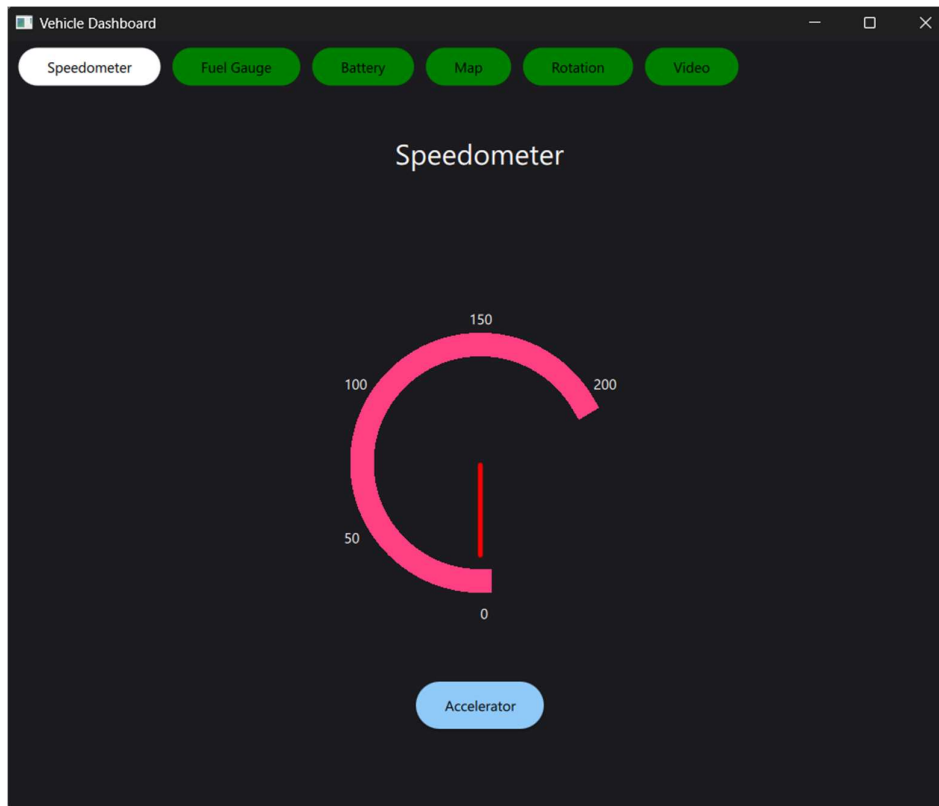 Vehicle Dashboard
Speedometer Fuel Gauge Battery Map Rotation Video
Speedometer
150
100 200
50
0
Accelerator